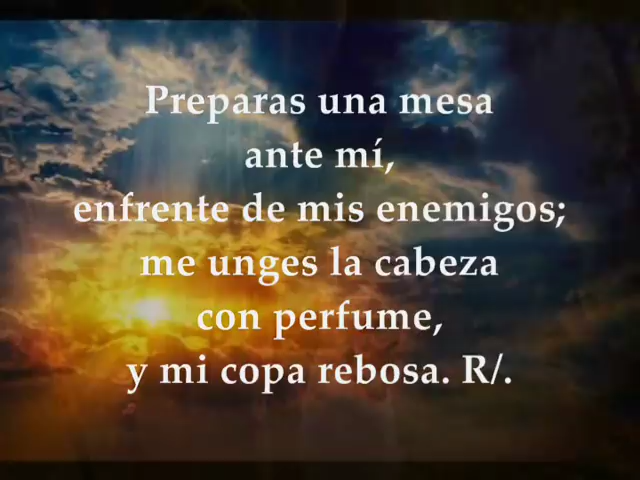 Preparas una mesa
ante mí,
enfrente de mis enemigos;
me unges la cabeza
con perfume,
y mi copa rebosa. R/.